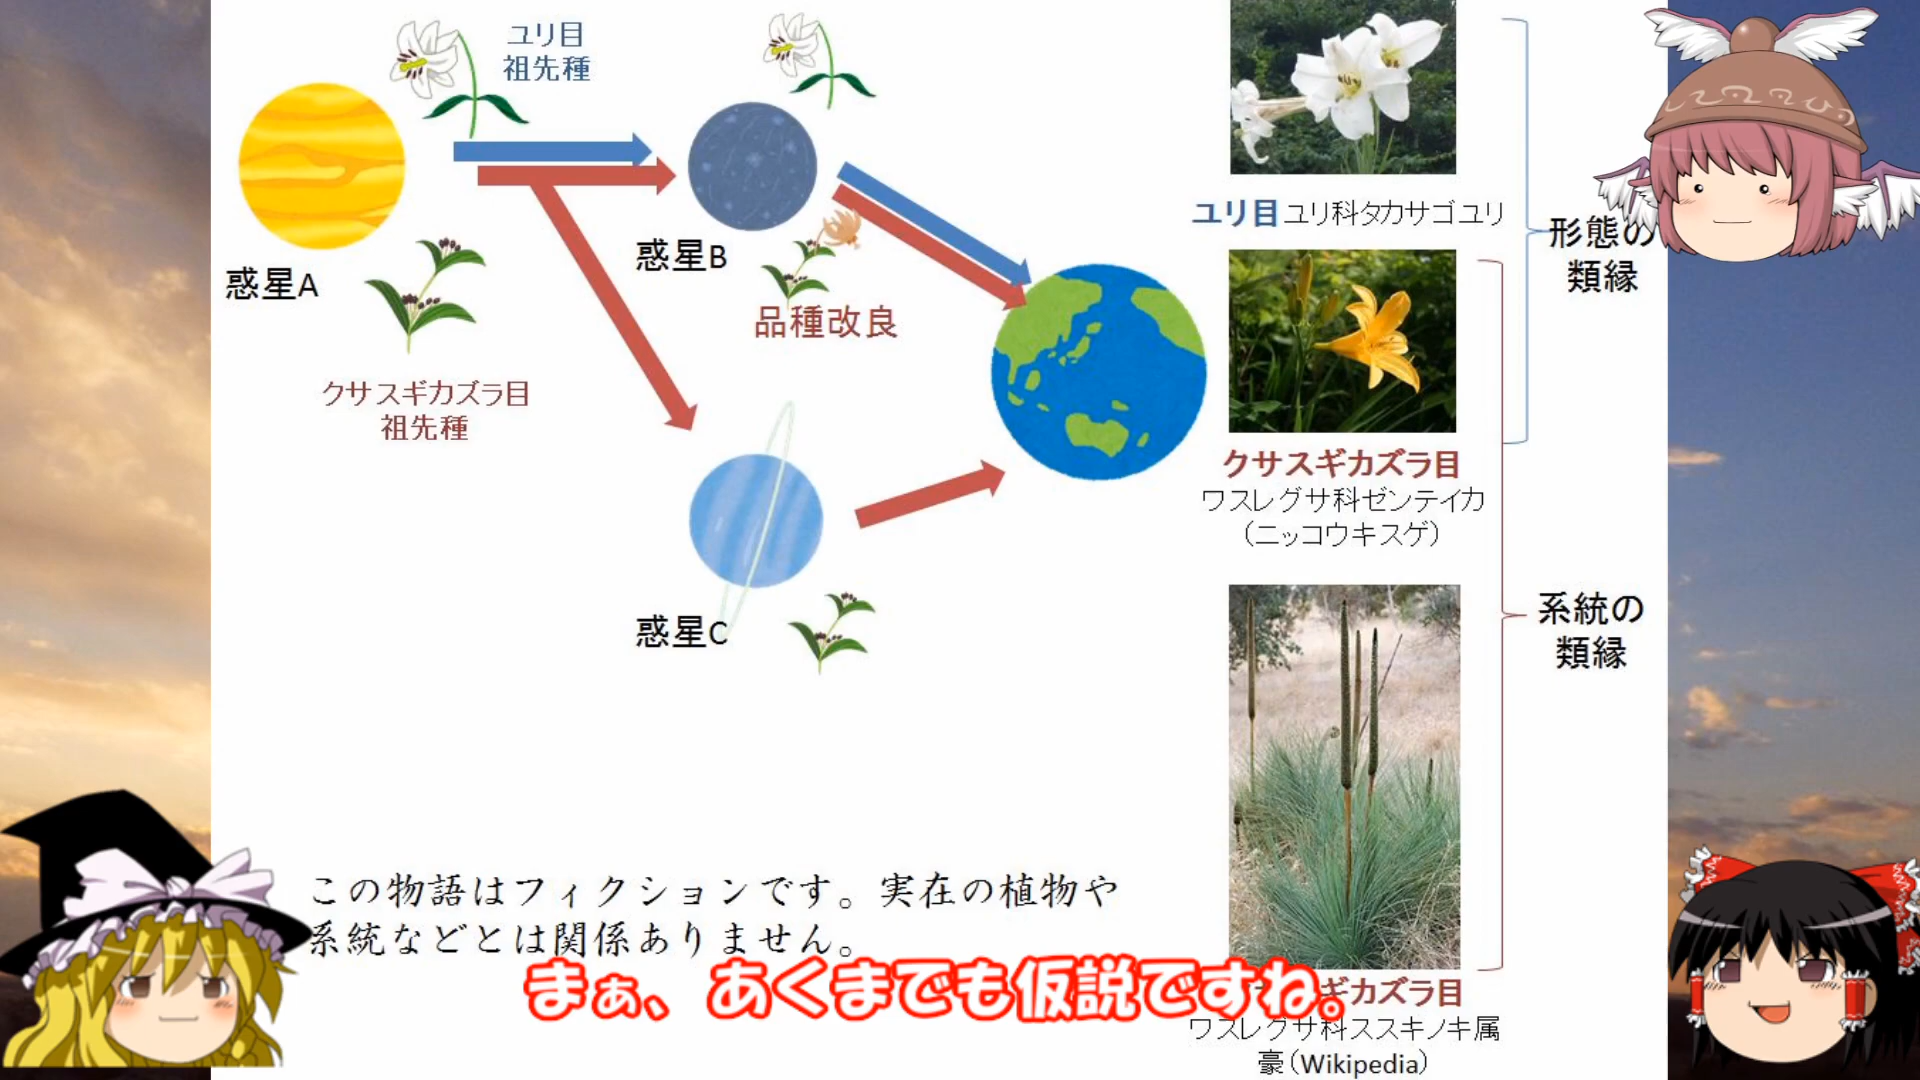 ユリ目
祖先種
惑星A
クサスギカズラ目
祖先種
惑星B
品種改良
惑星C
ユリ目 ユリ科タカサゴユリ
クサスギカズラ目
ワスレグサ科ゼンテイカ
（ニッコウキスゲ）
形態の
類縁
系統の
類縁
この物語はフィクションです。実在の植物や
系統などとは関係ありません。
まぁ、あくまでも仮説ですね。
ギカズラ目
ワスレグサ科ススキノキ属
豪（Wikipedia）